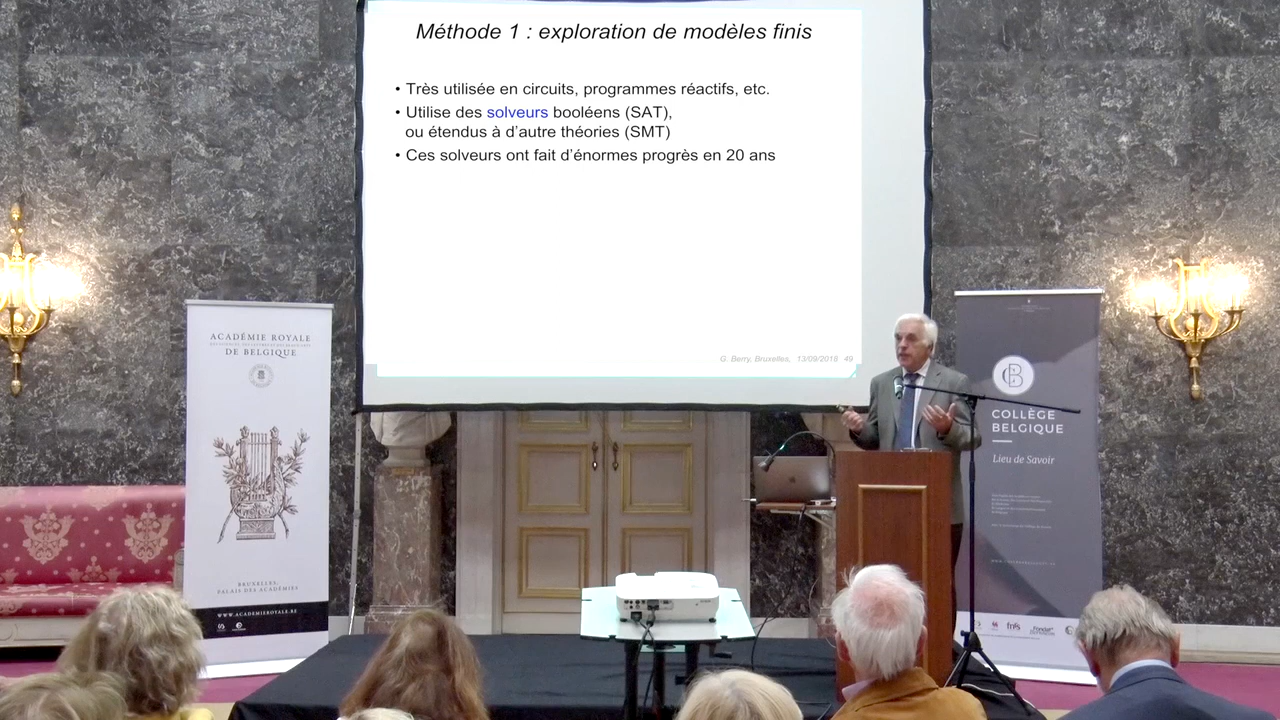 Méthode 1 : exploration de modèles finis
• Très utilisée en circuits, programmes réactifs, etc.
• Utilise des solveurs booléens (SAT),
ou étendus à d'autre théories (SMT)
• Ces solveurs ont fait d'énormes progrès en 20 ans
G. Berry, Bruxelles, 13/09/2018 49
ACADÉMIE ROYALE
DE BELGIQUE
BRUXELLES,
PALAIS DES ACADÉMIES
WWW.ACADEMIEROYALE.BE
CB
COLLÈGE
BELGIQUE
Lieu de Savoir
fnrs